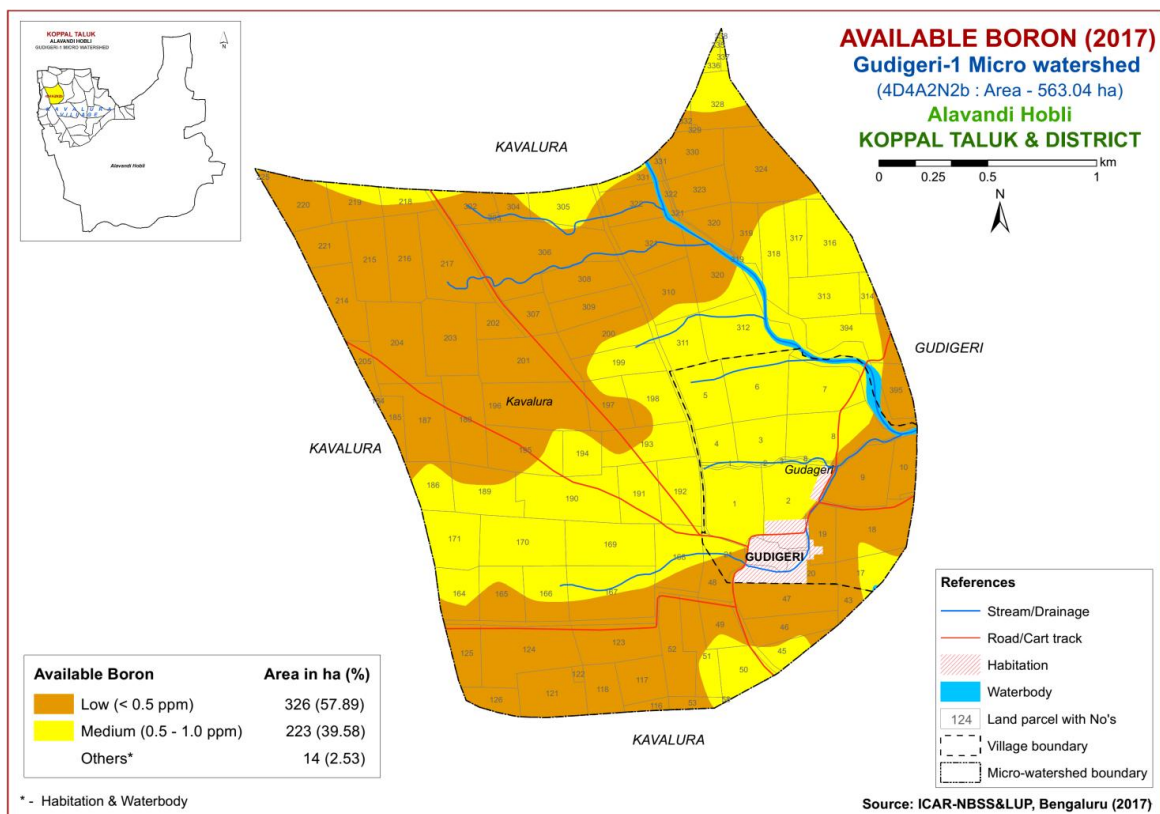 KOPPAL TALUK
ALAVANDI HOBLI
GUDIGERI-1 MICRO WATERSHED
N
KAVALURA
VILLAGE
Alavandi Hobli
AVAILABLE BORON (2017)
Gudigeri-1 Micro watershed
(4D4A2N2b : Area - 563.04 ha)
Alavandi Hobli
KOPPAL TALUK & DISTRICT
km
0 0.25 0.5 1
N
KAVALURA
GUDIGERI
KAVALURA
KAVALURA
Kavalura
Gudageri
GUDIGERI
337
336
328
329
330
324
331
331
322
323
321
320
220
219
218
302
304
305
221
215
216
217
306
308
320
318
317
316
214
310
313
314
307
309
202
312
394
204
203
200
311
205
201
199
6
7
395
187
196
197
198
5
185
193
4
3
8
194
195
186
189
190
191
192
1
2
9
10
171
170
169
19
18
164
165
166
167
168
48
17
47
43
46
49
45
125
124
123
52
51
50
122
121
118
117
126
116
53
References
Stream/Drainage
Road/Cart track
Habitation
Waterbody
124 Land parcel with No's
Village boundary
Micro-watershed boundary
Available Boron Area in ha (%)
Low (< 0.5 ppm) 326 (57.89)
Medium (0.5 - 1.0 ppm) 223 (39.58)
Others* 14 (2.53)
* - Habitation & Waterbody
Source: ICAR-NBSS&LUP, Bengaluru (2017)